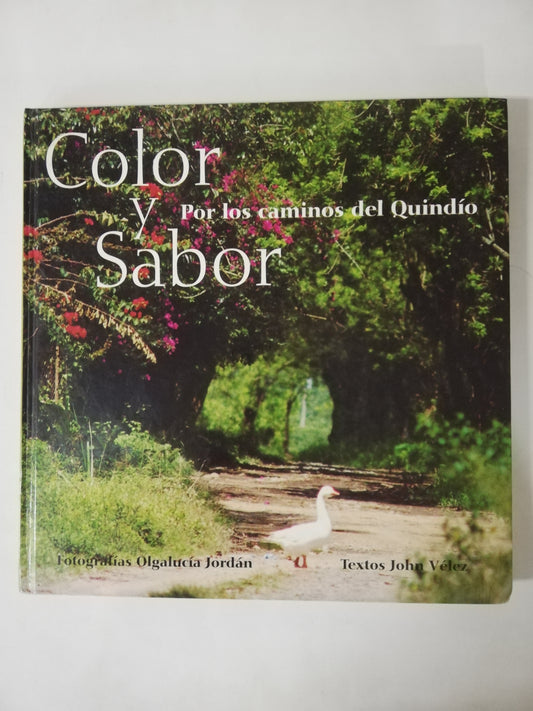 Color
y
Sabor
Por los caminos del Quindío
Fotografías Olgalucía Jordán
Textos John Vélez